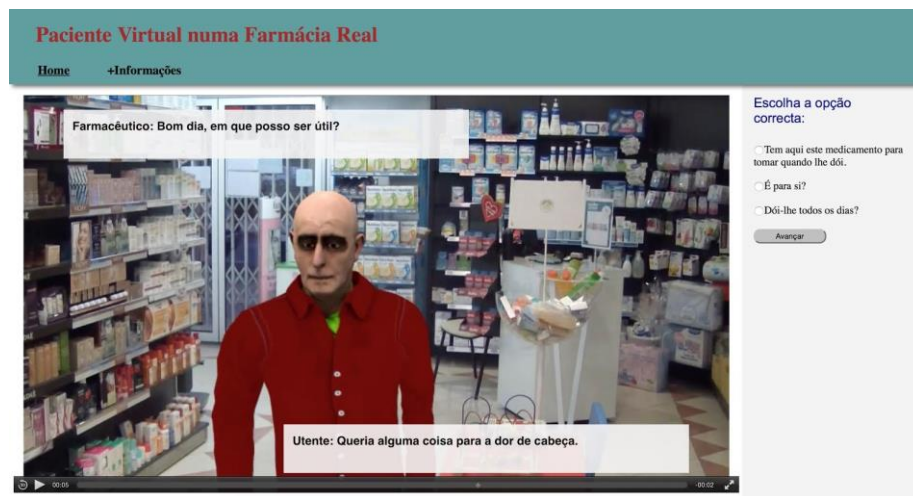 Paciente Virtual numa Farmácia Real
Home +Informações
Farmacêutico: Bom dia, em que posso ser útil?
Utente: Queria alguma coisa para a dor de cabeça.
00:05 -00:02
Escolha a opção
correcta:
Tem aqui este medicamento para
tomar quando lhe dói.
É para si?
Dói-lhe todos os dias?
Avançar